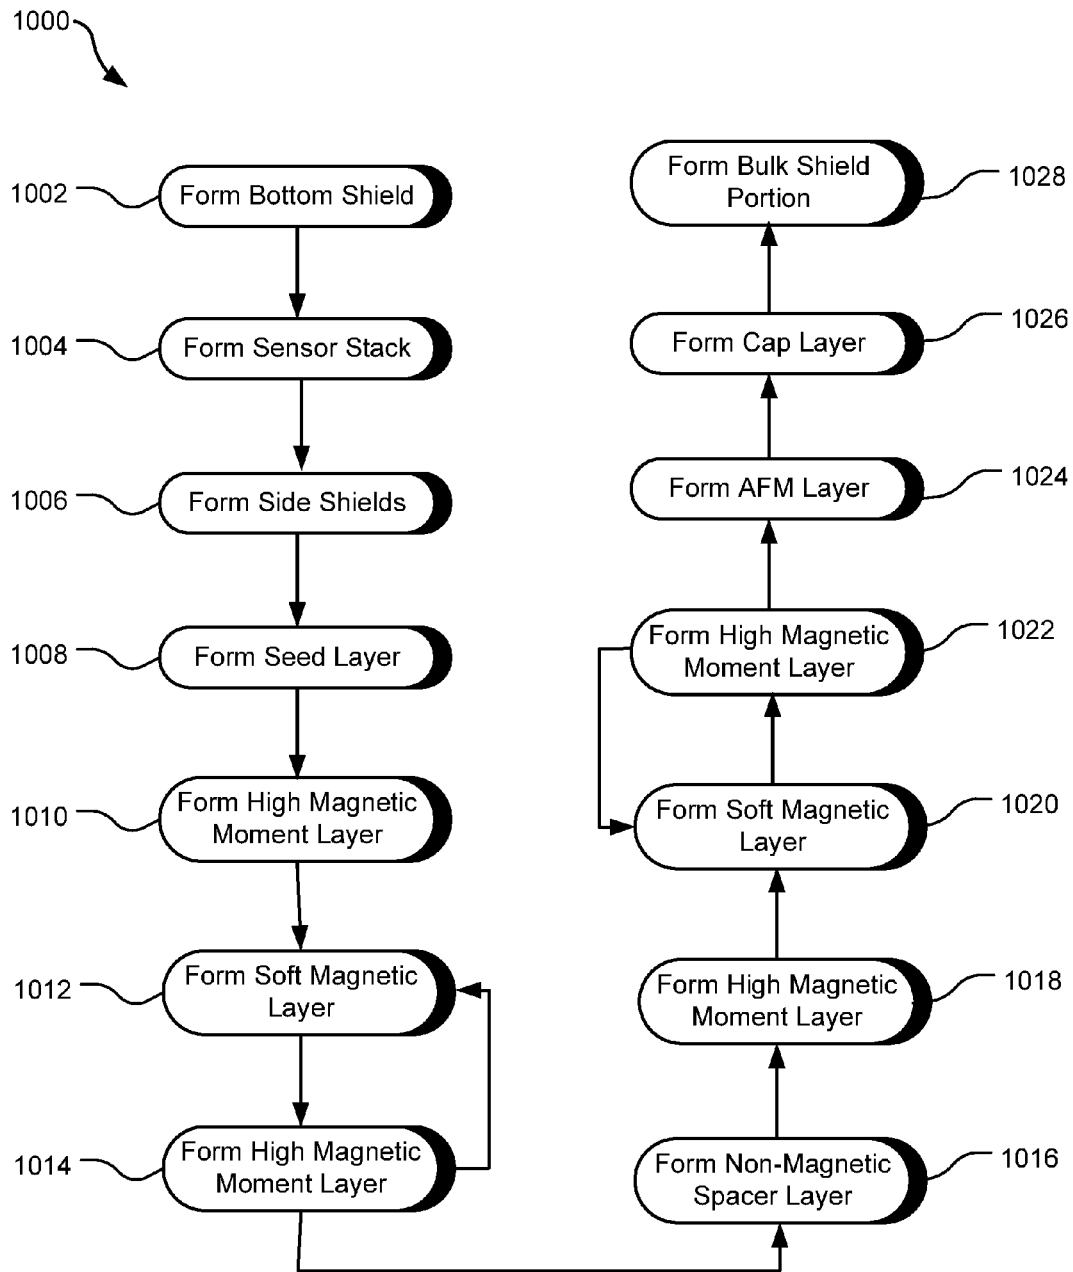 1000
1002
Form Bottom Shield
1004
Form Sensor Stack
1006
Form Side Shields
1008
Form Seed Layer
1010
Form High Magnetic
Moment Layer
1012
Form Soft Magnetic
Layer
1014
Form High Magnetic
Moment Layer
Form Non-Magnetic
Spacer Layer
1016
Form High Magnetic
Moment Layer
1018
Form Soft Magnetic
Layer
1020
Form High Magnetic
Moment Layer
1022
Form AFM Layer
1024
Form Cap Layer
1026
Form Bulk Shield
Portion
1028